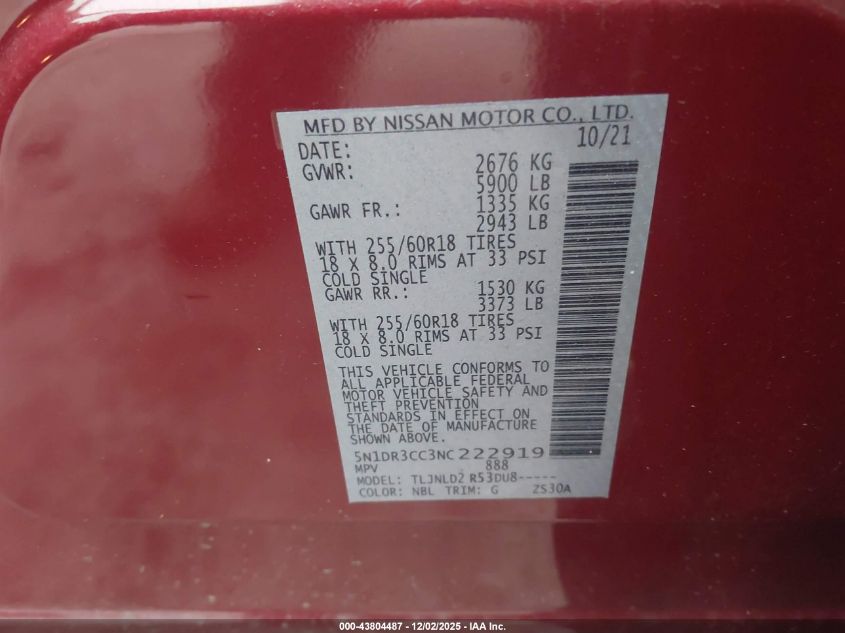 MFD BY NISSAN MOTOR CO., LTD.
DATE: 10/21
GVWR: 2676 KG
5900 LB
GAWR FR.: 1335 KG
2943 LB
WITH 255/60R18 TIRES
18 X 8.0 RIMS AT 33 PSI
COLD SINGLE
GAWR RR.: 1530 KG
3373 LB
WITH 255/60R18 TIRES
18 X 8.0 RIMS AT 33 PSI
COLD SINGLE
THIS VEHICLE CONFORMS TO
ALL APPLICABLE FEDERAL
MOTOR VEHICLE SAFETY AND
THEFT PREVENTION
STANDARDS IN EFFECT ON
THE DATE OF MANUFACTURE
SHOWN ABOVE.
5N1DR3CC3NC222919
MPV 888
MODEL: TLJNLD2 R53DU8-----
COLOR: NBL TRIM: G ZS30A
000-43804487 - 12/02/2025 - IAA Inc.